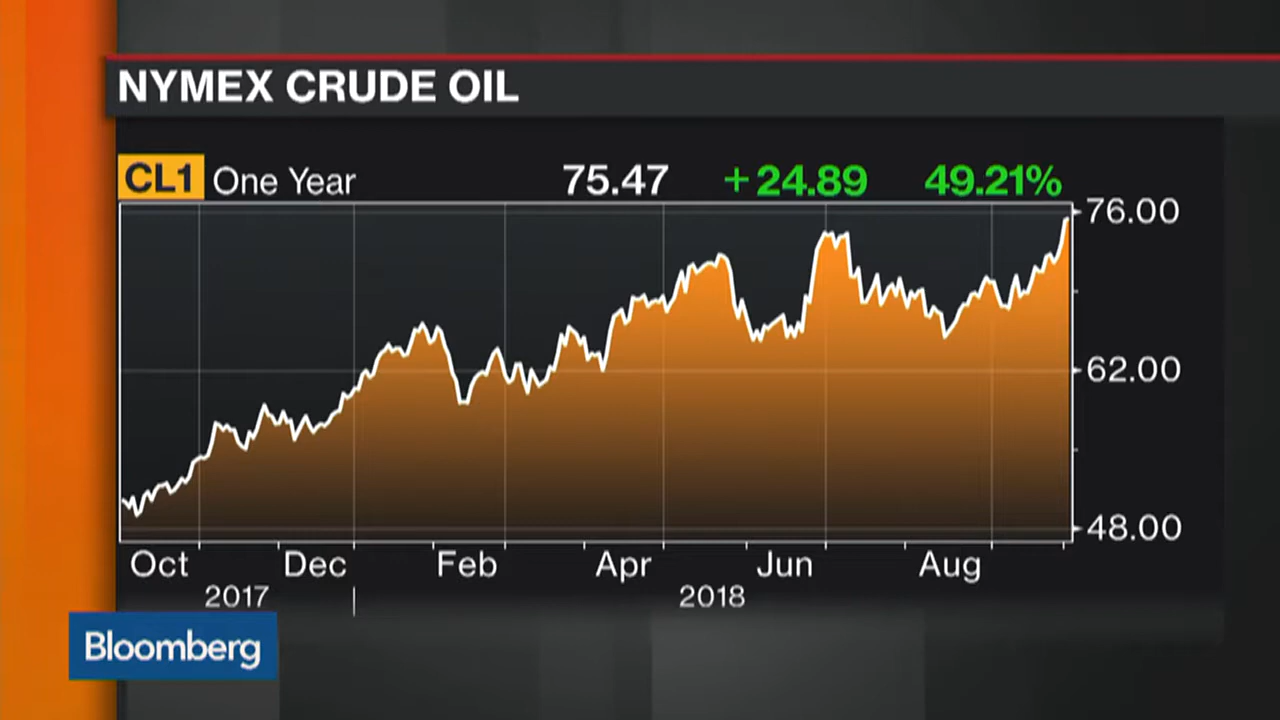 NYMEX CRUDE OIL
CL1 One Year 75.47 +24.89 49.21%
76.00
62.00
48.00
Oct Dec Feb Apr Jun Aug
2017 2018
Bloomberg